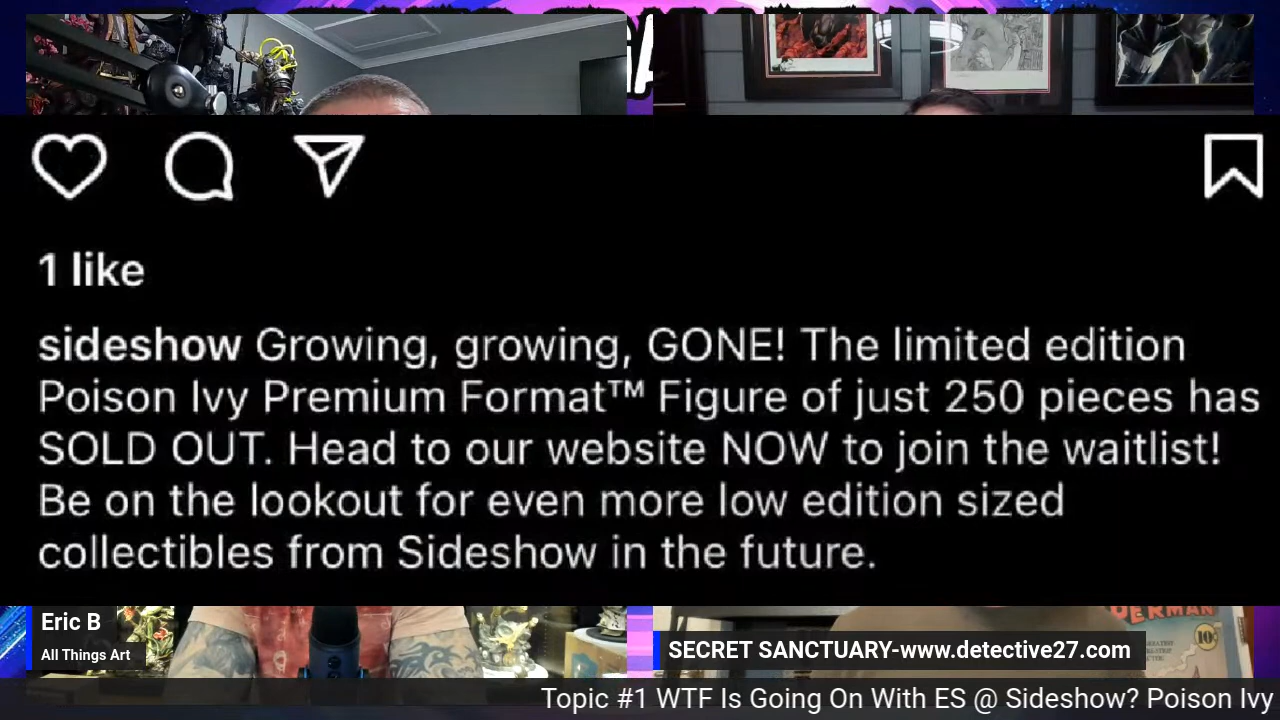 1 like
sideshow Growing, growing, GONE! The limited edition
Poison Ivy Premium Format™ Figure of just 250 pieces has
SOLD OUT. Head to our website NOW to join the waitlist!
Be on the lookout for even more low edition sized
collectibles from Sideshow in the future.
Eric B
All Things Art
SECRET SANCTUARY-www.detective27.com
DERMAN
10¢
Topic #1 WTF Is Going On With ES @ Sideshow? Poison Ivy